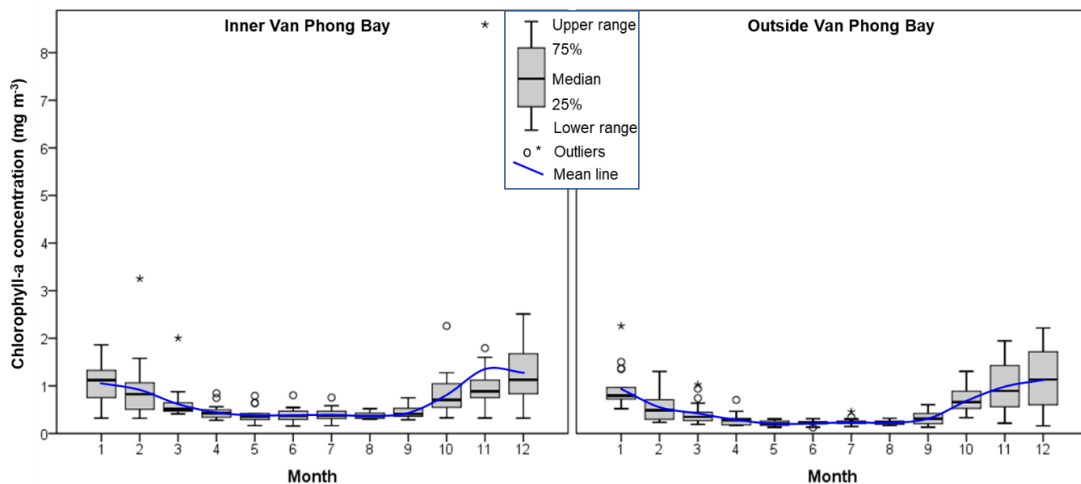 Inner Van Phong Bay
Outside Van Phong Bay
Upper range
75%
Median
25%
Lower range
o * Outliers
Mean line
Chlorophyll-a concentration (mg m-³)
8
7
6
5
4
3
2
1
0
1 2 3 4 5 6 7 8 9 10 11 12
1 2 3 4 5 6 7 8 9 10 11 12
Month
Month